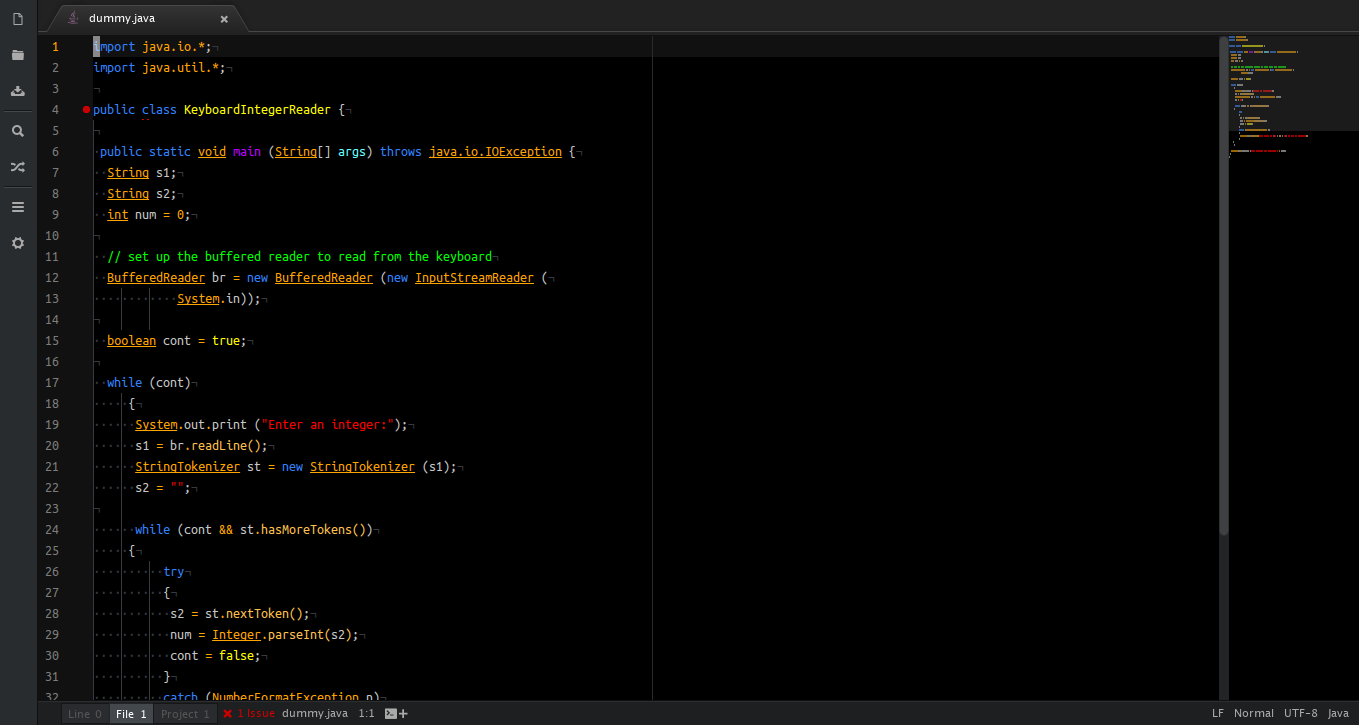 dummy.java
1 import java.io.*;
2 import java.util.*;
3
4 public class KeyboardIntegerReader {
5
6 public static void main (String[] args) throws java.io.IOException {
7 String s1;
8 String s2;
9 int num = 0;
10
11 // set up the buffered reader to read from the keyboard
12 BufferedReader br = new BufferedReader (new InputStreamReader (
13 System.in));
14
15 boolean cont = true;
16
17 while (cont)
18 {
19 System.out.print ("Enter an integer:");
20 s1 = br.readLine();
21 StringTokenizer st = new StringTokenizer (s1);
22 s2 = "";
23
24 while (cont && st.hasMoreTokens())
25 {
26 try
27 {
28 s2 = st.nextToken();
29 num = Integer.parseInt(s2);
30 cont = false;
31 }
32 catch (NumberFormatException n)
Line 0 File 1 Project 1 1 Issue dummy.java 1:1 LF Normal UTF-8 Java